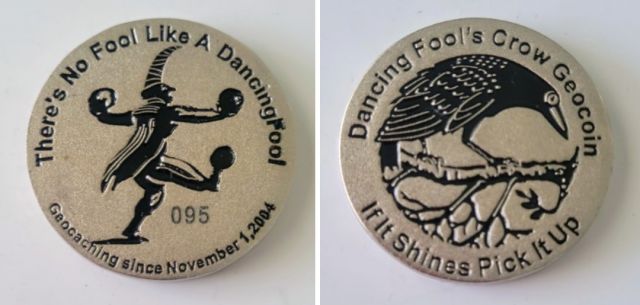 There's No Fool Like A DancingFool
095
Geocaching since November 1,2004
Dancing Fool's Crow Geocoin
If It Shines Pick It Up